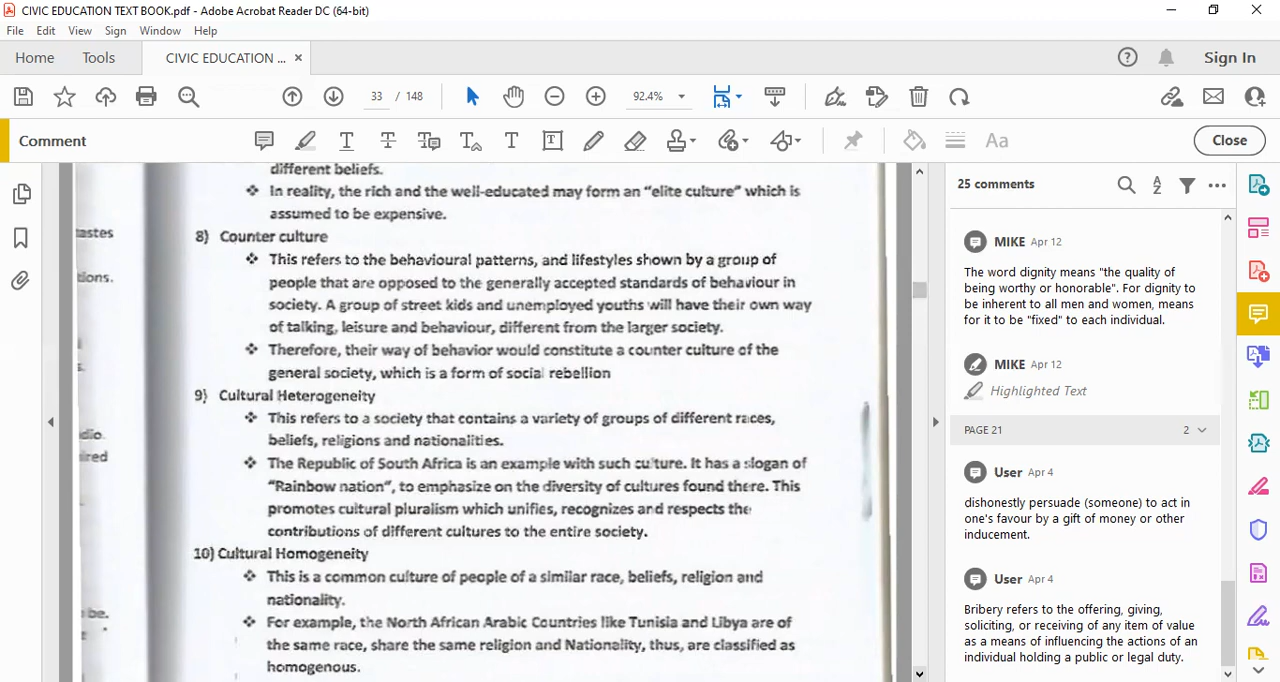 CIVIC EDUCATION TEXT BOOK.pdf - Adobe Acrobat Reader DC (64-bit)
File Edit View Sign Window Help
Home Tools CIVIC EDUCATION ... × Sign In
33 / 148 92.4%
Comment Close
different beliefs.
❖ In reality, the rich and the well-educated may form an "elite culture" which is
assumed to be expensive.
8) Counter culture
❖ This refers to the behavioural patterns, and lifestyles shown by a group of
people that are opposed to the generally accepted standards of behaviour in
society. A group of street kids and unemployed youths will have their own way
of talking, leisure and behaviour, different from the larger society.
❖ Therefore, their way of behavior would constitute a counter culture of the
general society, which is a form of social rebellion
9) Cultural Heterogeneity
❖ This refers to a society that contains a variety of groups of different races,
beliefs, religions and nationalities.
❖ The Republic of South Africa is an example with such culture. It has a slogan of
"Rainbow nation", to emphasize on the diversity of cultures found there. This
promotes cultural pluralism which unifies, recognizes and respects the
contributions of different cultures to the entire society.
10) Cultural Homogeneity
❖ This is a common culture of people of a similar race, beliefs, religion and
nationality.
❖ For example, the North African Arabic Countries like Tunisia and Libya are of
the same race, share the same religion and Nationality, thus, are classified as
homogenous.
tastes
tions.
dio.
ired
be.
25 comments
MIKE Apr 12
The word dignity means "the quality of
being worthy or honorable". For dignity to
be inherent to all men and women, means
for it to be "fixed" to each individual.
MIKE Apr 12
Highlighted Text
PAGE 21 2
User Apr 4
dishonestly persuade (someone) to act in
one's favour by a gift of money or other
inducement.
User Apr 4
Bribery refers to the offering, giving,
soliciting, or receiving of any item of value
as a means of influencing the actions of an
individual holding a public or legal duty.